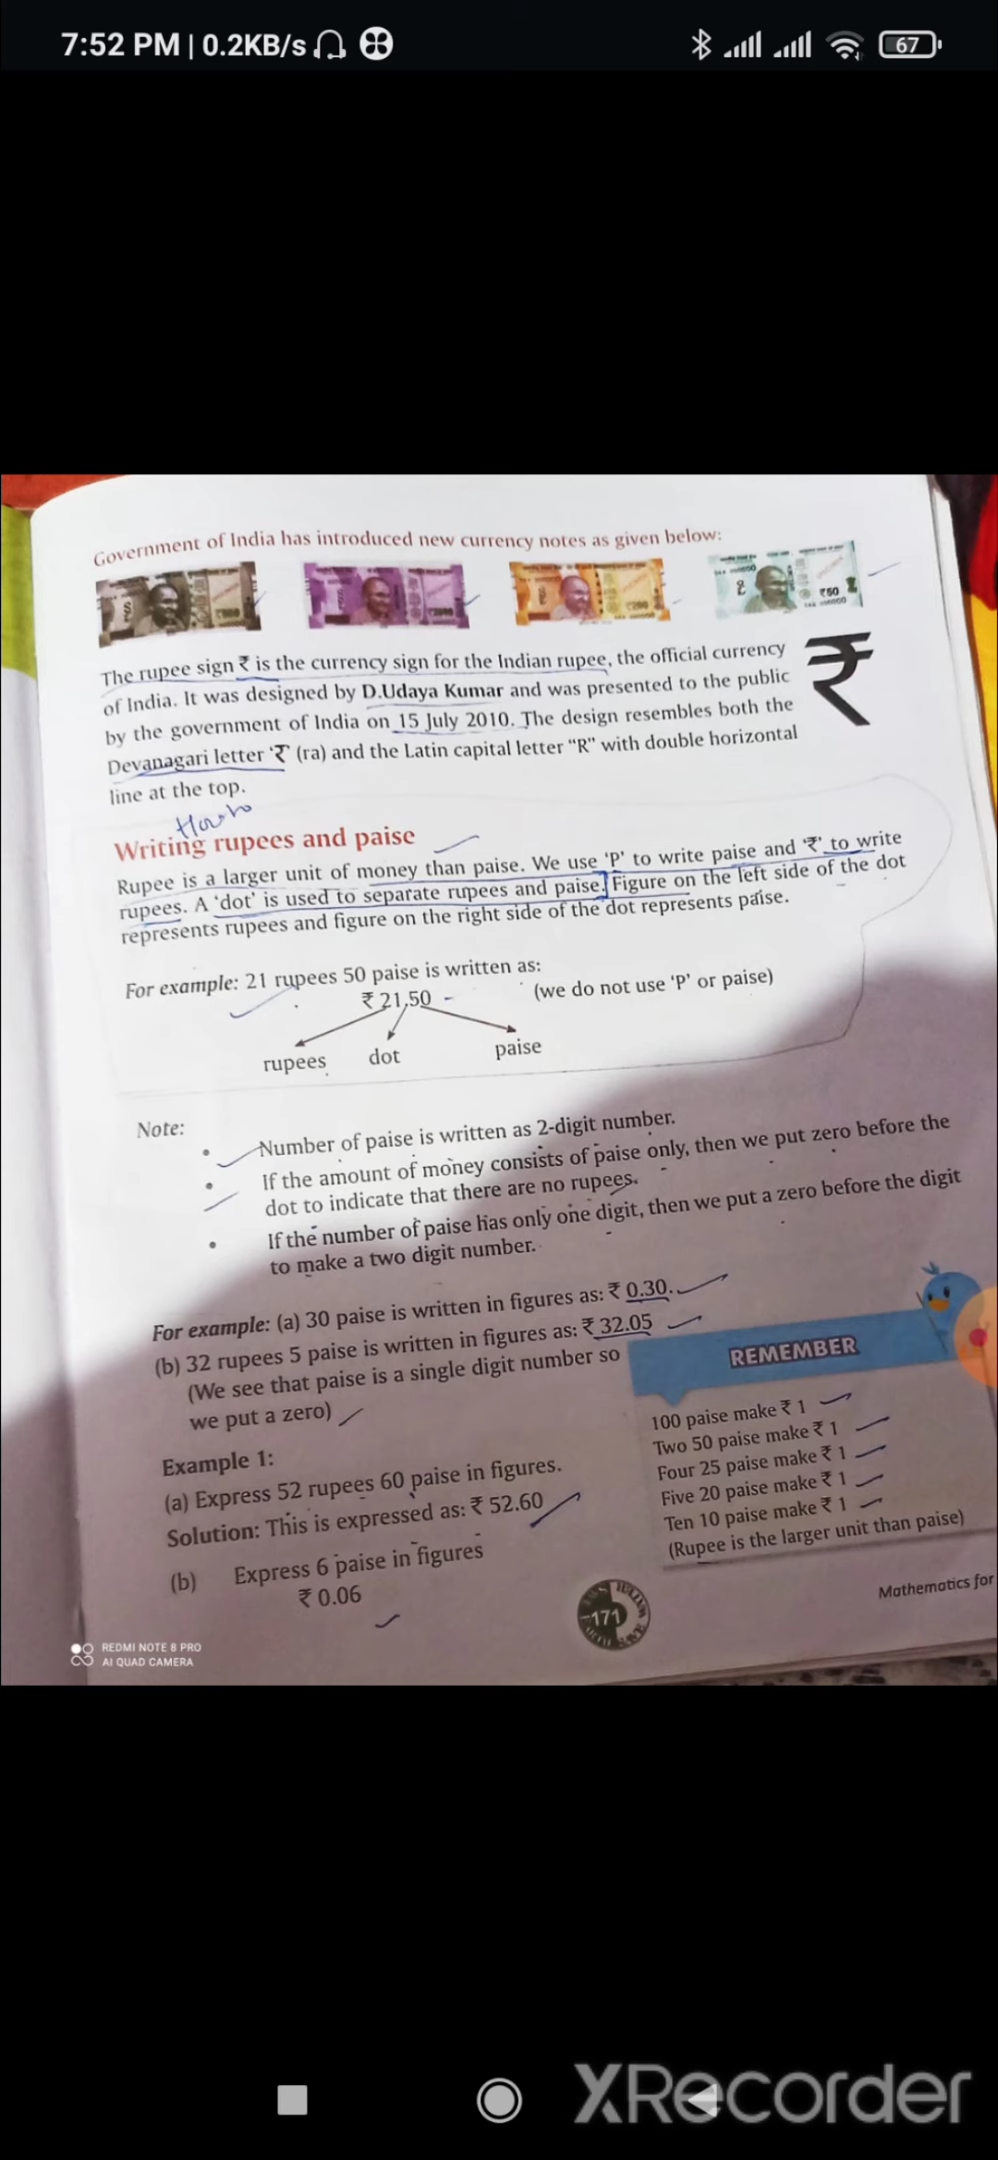 7:52 PM | 0.2KB/s
67
Government of India has introduced new currency notes as given below:
₹50
The rupee sign ₹ is the currency sign for the Indian rupee, the official currency
of India. It was designed by D.Udaya Kumar and was presented to the public
by the government of India on 15 July 2010. The design resembles both the
Devanagari letter 'र' (ra) and the Latin capital letter "R" with double horizontal
line at the top.
₹
Writing rupees and paise
Rupee is a larger unit of money than paise. We use 'P' to write paise and '₹' to write
rupees. A 'dot' is used to separate rupees and paise. Figure on the left side of the dot
represents rupees and figure on the right side of the dot represents paise.
For example: 21 rupees 50 paise is written as:
₹ 21.50 (we do not use 'P' or paise)
rupees dot paise
Note:
• Number of paise is written as 2-digit number.
• If the amount of money consists of paise only, then we put zero before the
dot to indicate that there are no rupees.
• If the number of paise has only one digit, then we put a zero before the digit
to make a two digit number.
For example: (a) 30 paise is written in figures as: ₹ 0.30.
(b) 32 rupees 5 paise is written in figures as: ₹ 32.05
(We see that paise is a single digit number so
we put a zero)
Example 1:
(a) Express 52 rupees 60 paise in figures.
Solution: This is expressed as: ₹ 52.60
(b) Express 6 paise in figures
₹ 0.06
REMEMBER
100 paise make ₹ 1
Two 50 paise make ₹ 1
Four 25 paise make ₹ 1
Five 20 paise make ₹ 1
Ten 10 paise make ₹ 1
(Rupee is the larger unit than paise)
171
Mathematics for
REDMI NOTE 8 PRO
AI QUAD CAMERA
XRecorder